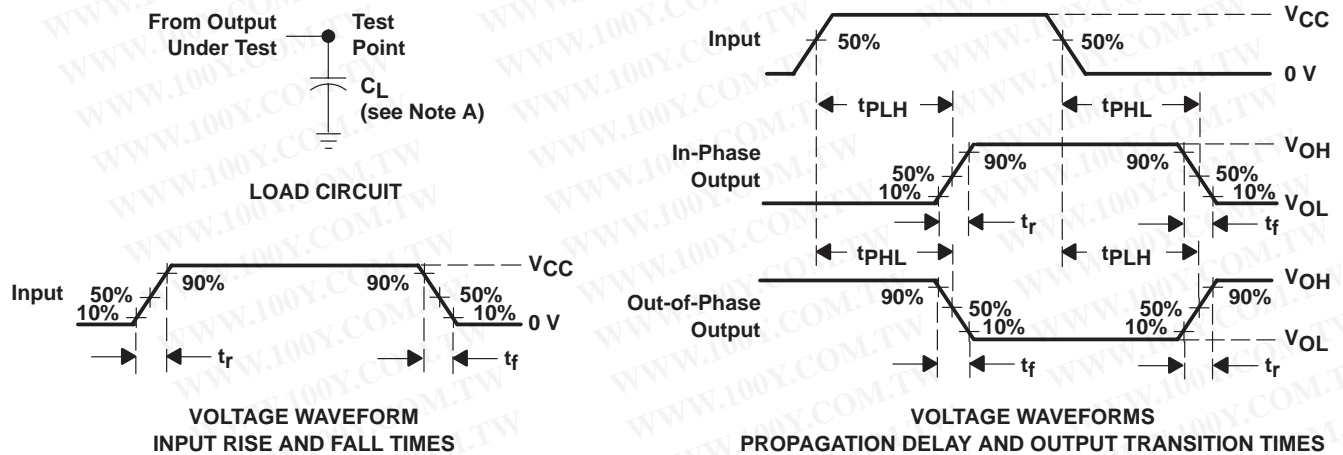 From Output
Under Test
Test
Point
CL
(see Note A)
LOAD CIRCUIT
Input
50%
10%
90%
90%
50%
10%
VCC
0 V
tr
tf
VOLTAGE WAVEFORM
INPUT RISE AND FALL TIMES
Input
50%
50%
VCC
0 V
tPLH
tPHL
In-Phase
Output
50%
10%
90%
90%
50%
10%
VOH
VOL
tr
tf
tPHL
tPLH
Out-of-Phase
Output
90%
50%
10%
50%
10%
90%
VOH
VOL
tf
tr
VOLTAGE WAVEFORMS
PROPAGATION DELAY AND OUTPUT TRANSITION TIMES
WWW.100Y.COM.TW